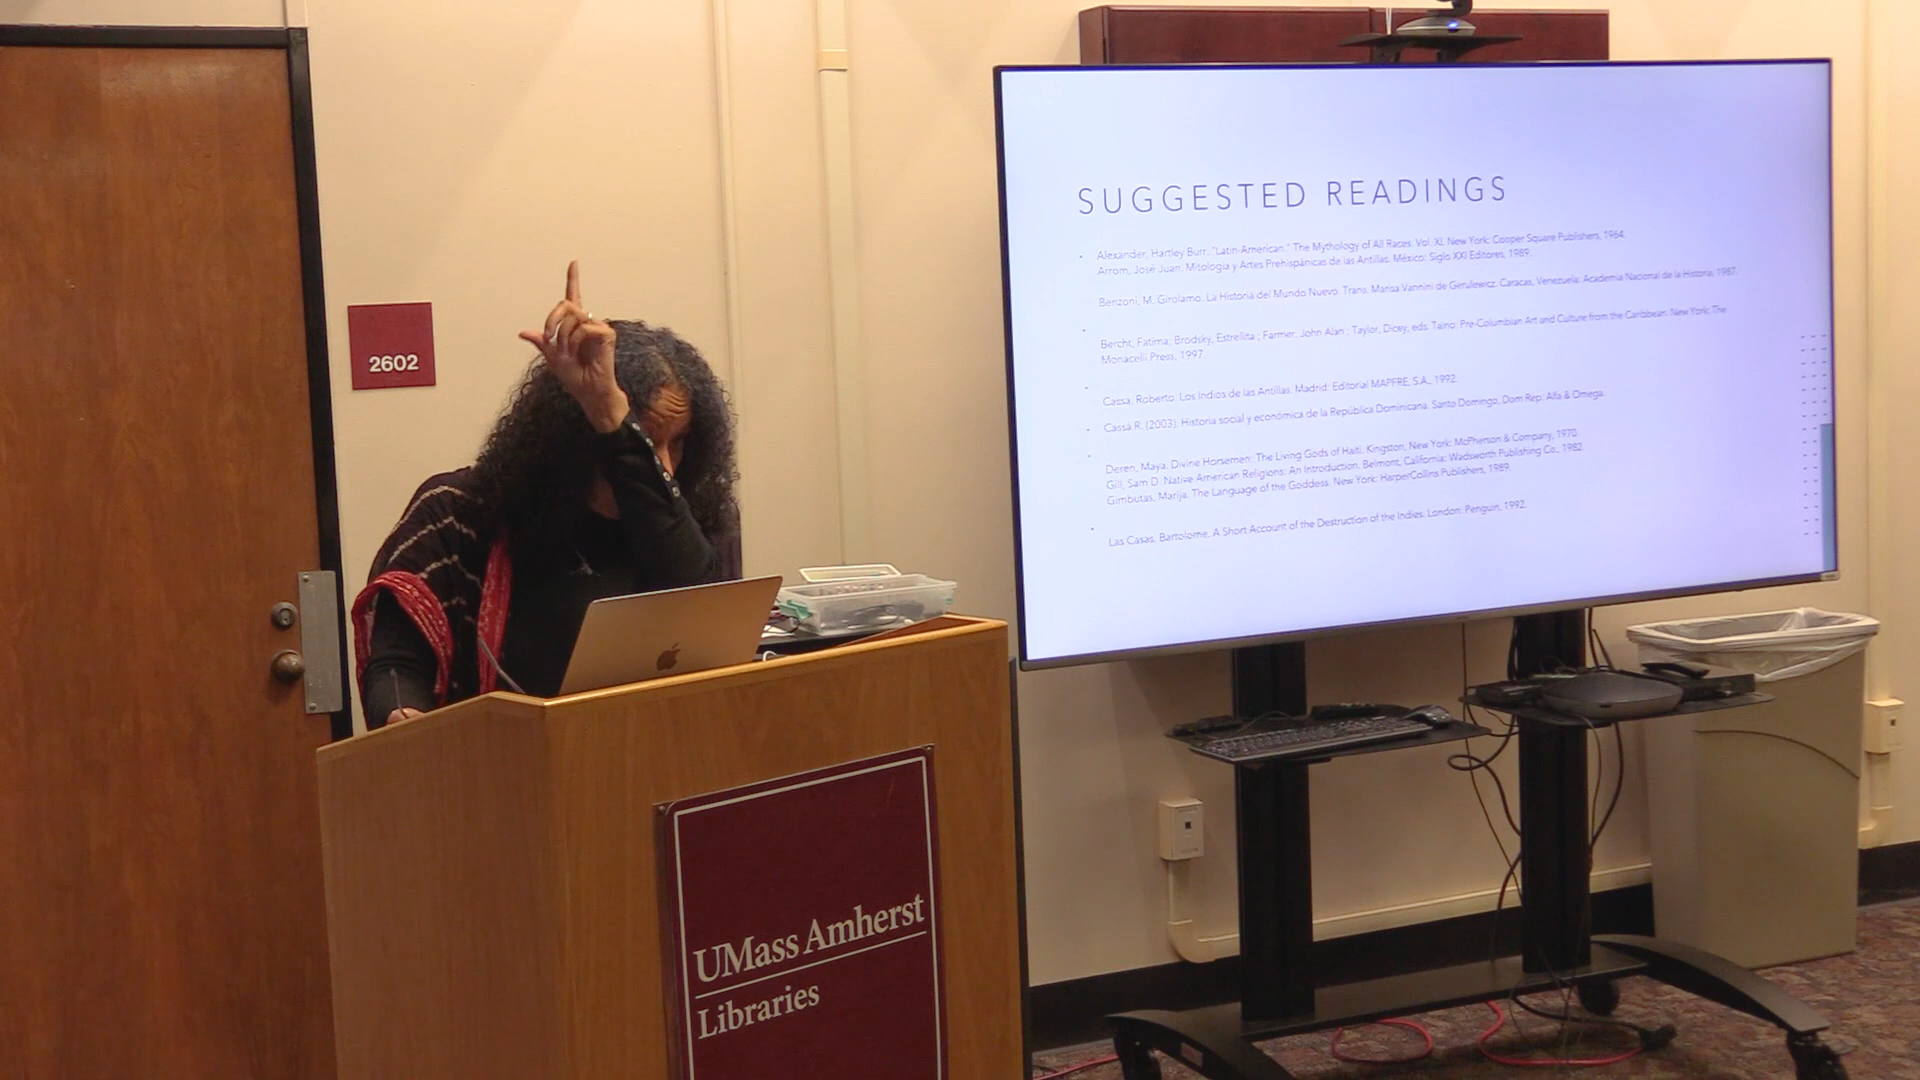 2602
SUGGESTED READINGS
Alexander, Hartley Burr. "Latin-American." The Mythology of All Races. Vol. XI. New York: Cooper Square Publishers, 1964.
Arrom, José Juan. Mitología y Artes Prehispánicas de las Antillas. México: Siglo XXI Editores, 1989.
Benzoni, M. Girolamo. La Historia del Mundo Nuevo. Trans. Marisa Vannini de Gerulewicz. Caracas, Venezuela: Academia Nacional de la Historia, 1987.
Bercht, Fatima; Brodsky, Estrellita ; Farmer, John Alan ; Taylor, Dicey, eds. Taino: Pre-Columbian Art and Culture from the Caribbean. New York: The
Monacelli Press, 1997.
Cassa, Roberto. Los Indios de las Antillas. Madrid: Editorial MAPFRE, S.A., 1992.
Cassá R. (2003). Historia social y económica de la República Dominicana. Santo Domingo, Dom Rep: Alfa & Omega.
Deren, Maya. Divine Horsemen: The Living Gods of Haiti. Kingston, New York: McPherson & Company, 1970.
Gill, Sam D. Native American Religions: An Introduction. Belmont, California: Wadsworth Publishing Co., 1982.
Gimbutas, Marija. The Language of the Goddess. New York: HarperCollins Publishers, 1989.
Las Casas, Bartolome. A Short Account of the Destruction of the Indies. London: Penguin, 1992.
UMass Amherst
Libraries